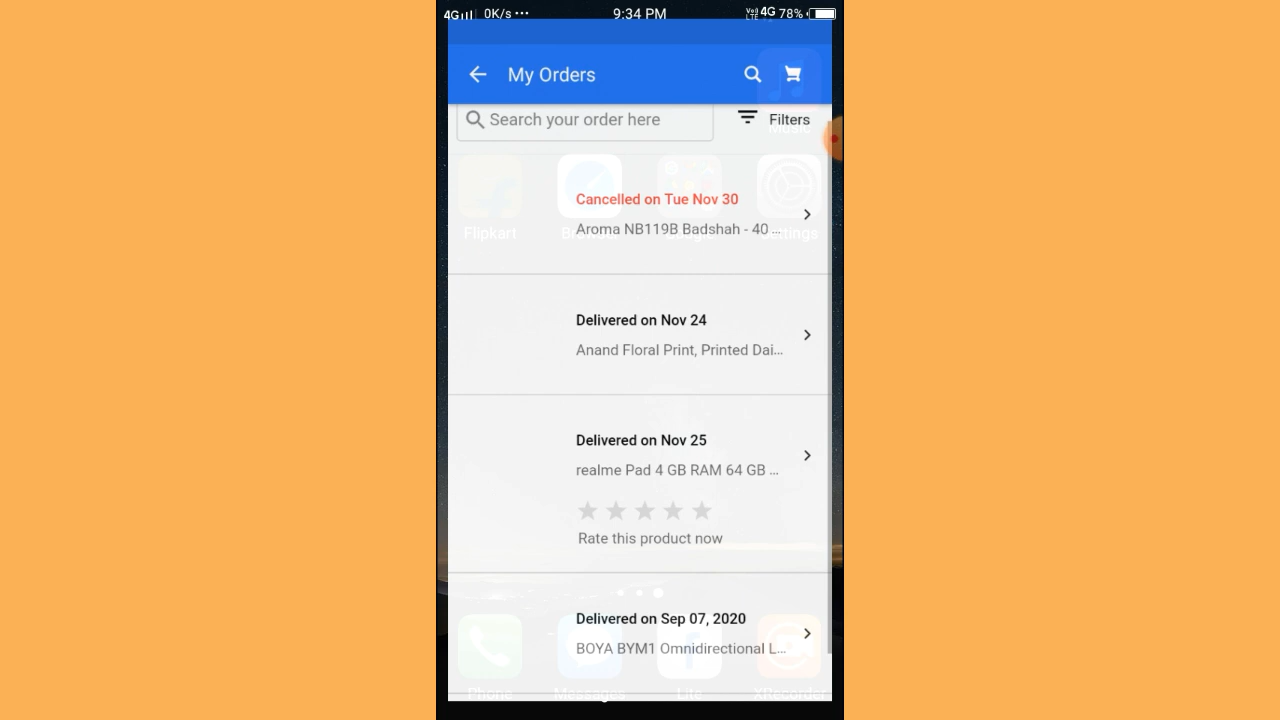 4G 0K/s ••• 9:34 PM VoLTE 4G 78%
My Orders
Search your order here
Filters
Music
Cancelled on Tue Nov 30
Aroma NB119B Badshah - 40 ...
Flipkart
Settings
Delivered on Nov 24
Anand Floral Print, Printed Dai...
Delivered on Nov 25
realme Pad 4 GB RAM 64 GB ...
Rate this product now
Delivered on Sep 07, 2020
BOYA BYM1 Omnidirectional L...
Phone Messages Lite XRecorder